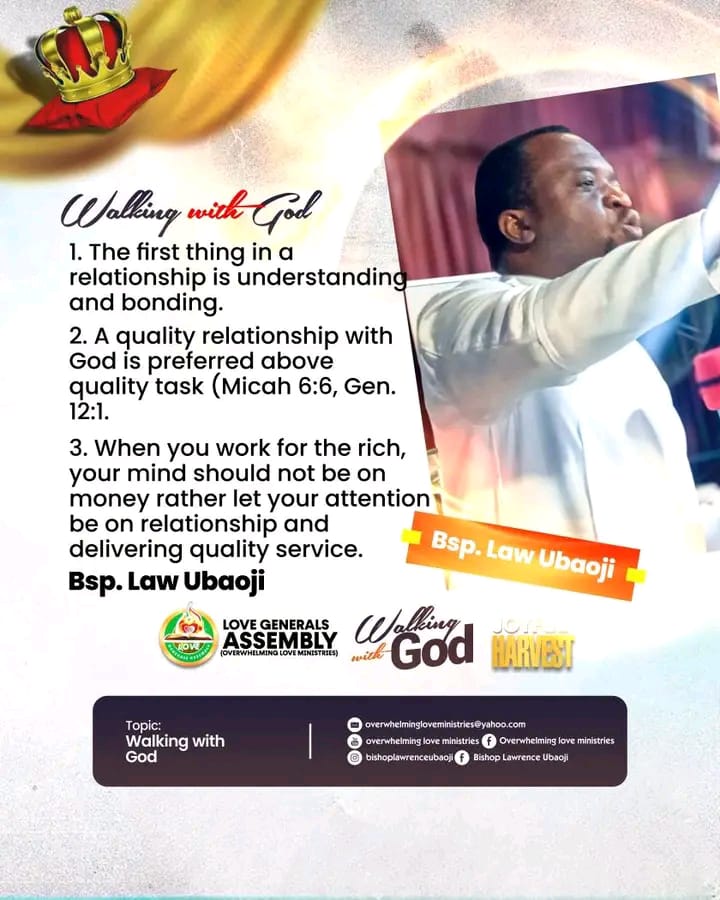 Walking with God
1. The first thing in a
relationship is understanding
and bonding.
2. A quality relationship with
God is preferred above
quality task (Micah 6:6, Gen.
12:1.
3. When you work for the rich,
your mind should not be on
money rather let your attention
be on relationship and
delivering quality service.
Bsp. Law Ubaoji
Bsp. Law Ubaoji
LOVE GENERALS
ASSEMBLY
(OVERWHELMING LOVE MINISTRIES)
Walking
with God
JOYFUL
HARVEST
Topic:
Walking with
God
overwhelmingloveministries@yahoo.com
overwhelming love ministries Overwhelming love ministries
bishoplawrenceubaoji Bishop Lawrence Ubaoji